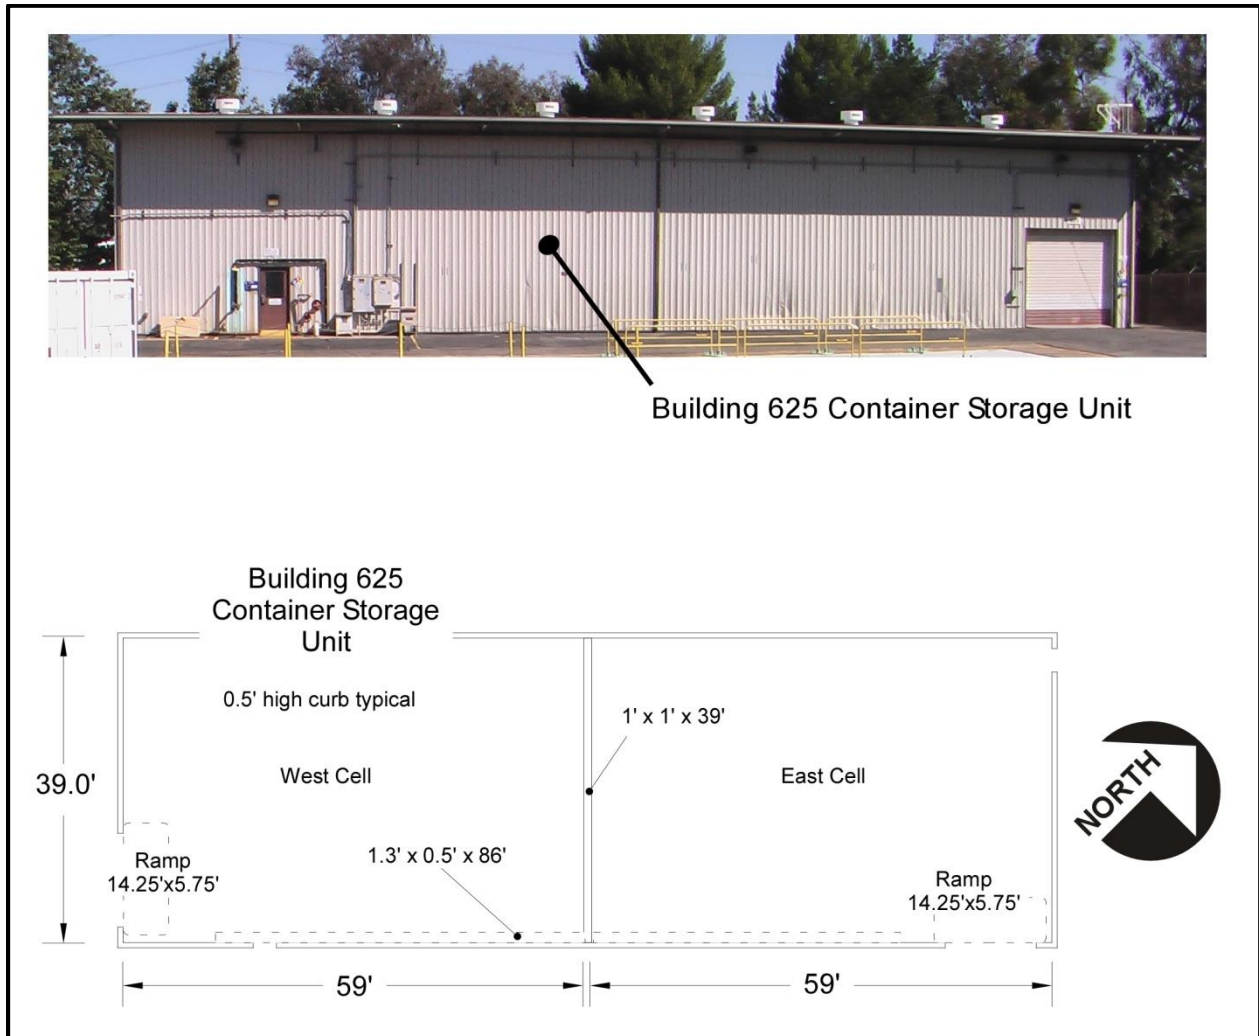 Building 625 Container Storage Unit
Building 625
Container Storage
Unit
0.5' high curb typical
1' x 1' x 39'
West Cell
East Cell
39.0'
NORTH
1.3' x 0.5' x 86'
Ramp
14.25'x5.75'
Ramp
14.25'x5.75'
59'
59'